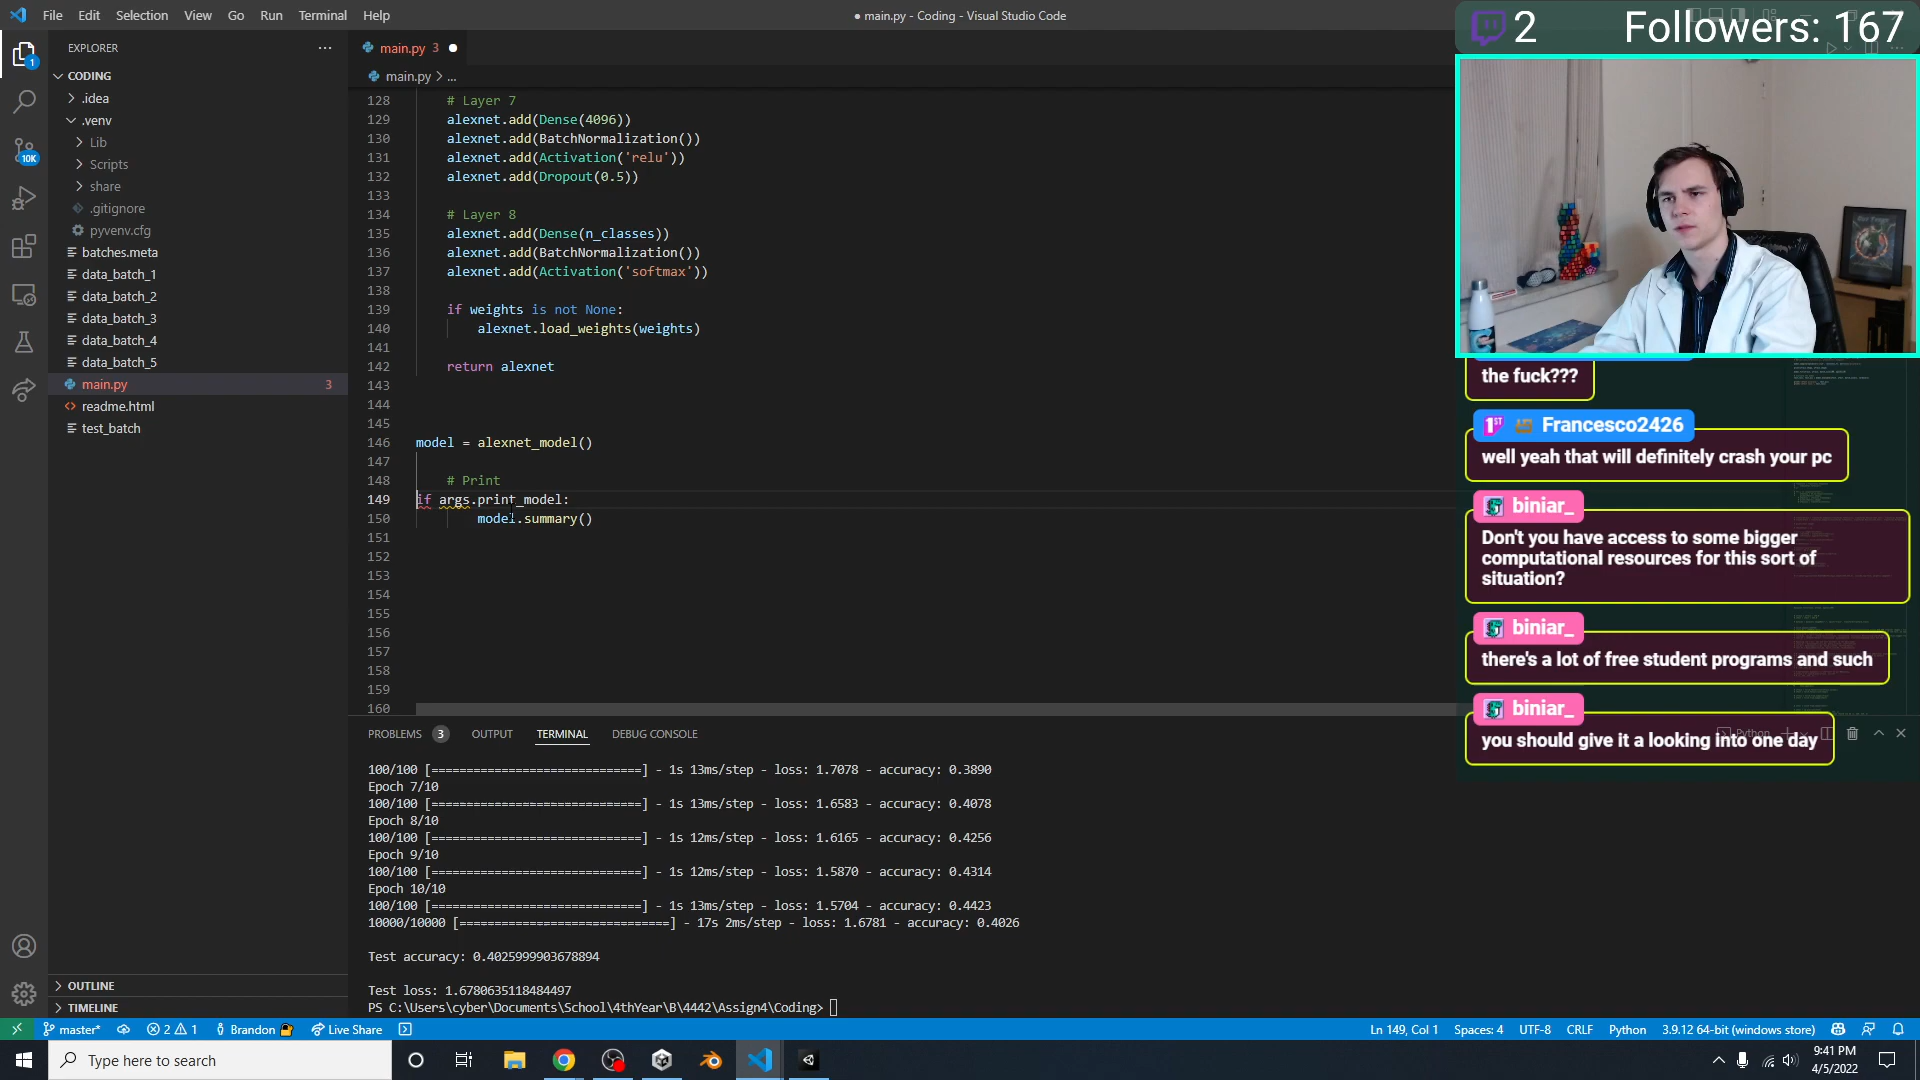 File Edit Selection View Go Run Terminal Help
● main.py - Coding - Visual Studio Code
2 Followers: 167
EXPLORER
CODING
.idea
.venv
Lib
Scripts
share
.gitignore
pyvenv.cfg
batches.meta
data_batch_1
data_batch_2
data_batch_3
data_batch_4
data_batch_5
main.py 3
readme.html
test_batch
OUTLINE
TIMELINE
1
10K
main.py 3
main.py > ...
128 # Layer 7
129 alexnet.add(Dense(4096))
130 alexnet.add(BatchNormalization())
131 alexnet.add(Activation('relu'))
132 alexnet.add(Dropout(0.5))
133
134 # Layer 8
135 alexnet.add(Dense(n_classes))
136 alexnet.add(BatchNormalization())
137 alexnet.add(Activation('softmax'))
138
139 if weights is not None:
140 alexnet.load_weights(weights)
141
142 return alexnet
143
144
145
146 model = alexnet_model()
147
148 # Print
149 if args.print_model:
150 model.summary()
151
152
153
154
155
156
157
158
159
160
the fuck???
1ST Francesco2426
well yeah that will definitely crash your pc
biniar_
Don't you have access to some bigger
computational resources for this sort of
situation?
biniar_
there's a lot of free student programs and such
biniar_
you should give it a looking into one day
PROBLEMS 3 OUTPUT TERMINAL DEBUG CONSOLE
Python
100/100 [==============================] - 1s 13ms/step - loss: 1.7078 - accuracy: 0.3890
Epoch 7/10
100/100 [==============================] - 1s 13ms/step - loss: 1.6583 - accuracy: 0.4078
Epoch 8/10
100/100 [==============================] - 1s 12ms/step - loss: 1.6165 - accuracy: 0.4256
Epoch 9/10
100/100 [==============================] - 1s 12ms/step - loss: 1.5870 - accuracy: 0.4314
Epoch 10/10
100/100 [==============================] - 1s 13ms/step - loss: 1.5704 - accuracy: 0.4423
10000/10000 [==============================] - 17s 2ms/step - loss: 1.6781 - accuracy: 0.4026
Test accuracy: 0.4025999903678894
Test loss: 1.6780635118484497
PS C:\Users\cyber\Documents\School\4thYear\B\4442\Assign4\Coding>
master* 2 1 Brandon Live Share
Ln 149, Col 1 Spaces: 4 UTF-8 CRLF Python 3.9.12 64-bit (windows store)
Type here to search
9:41 PM
4/5/2022